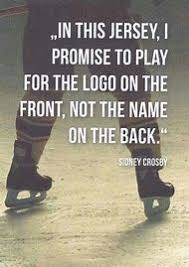 „IN THIS JERSEY, I
PROMISE TO PLAY
FOR THE LOGO ON THE
FRONT, NOT THE NAME
ON THE BACK.“
SIDNEY CROSBY